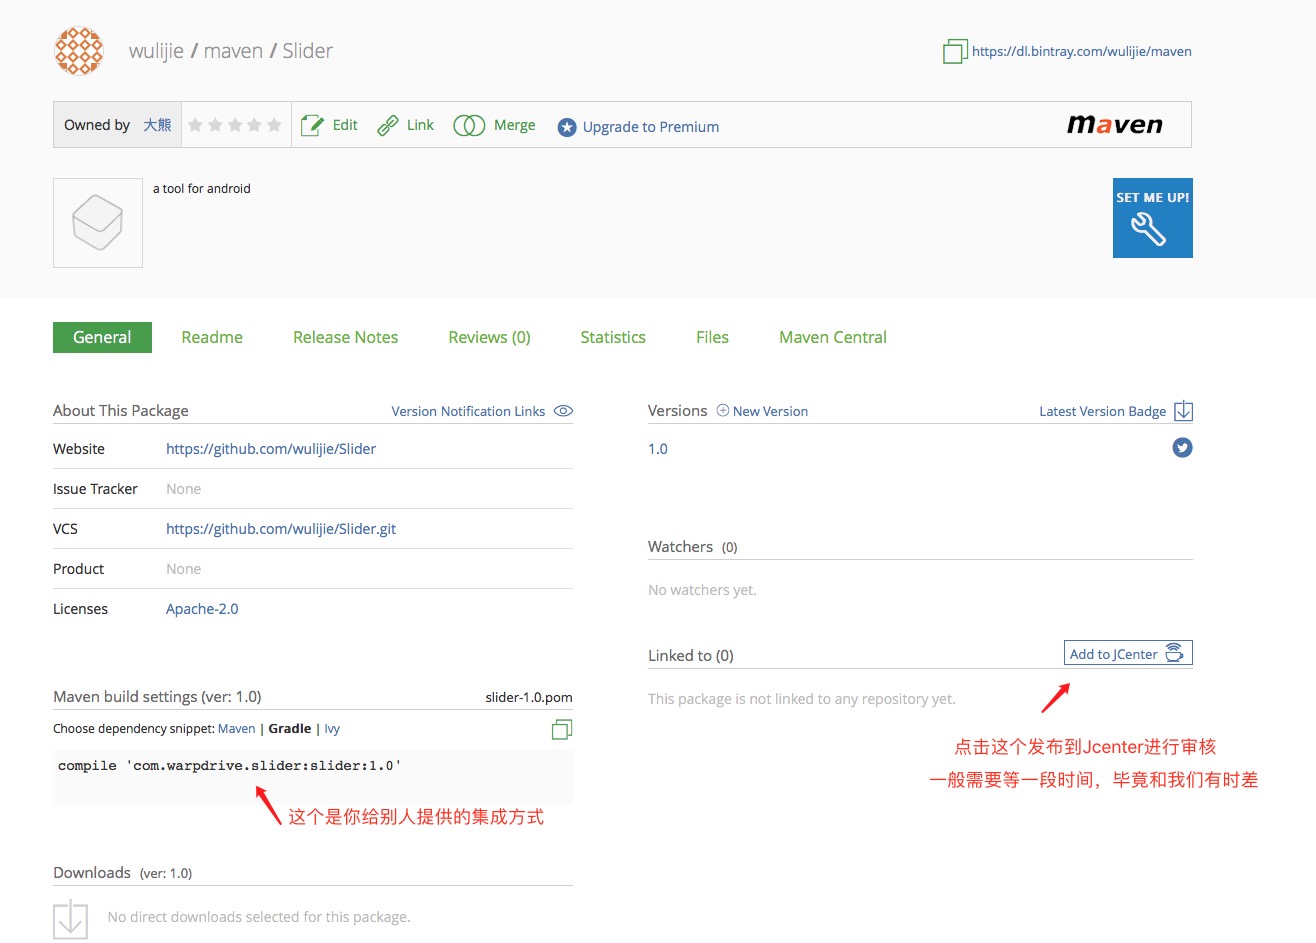 wulijie / maven / Slider
https://dl.bintray.com/wulijie/maven
Owned by 大熊
Edit
Link
Merge
Upgrade to Premium
maven
a tool for android
SET ME UP!
General
Readme
Release Notes
Reviews (0)
Statistics
Files
Maven Central
About This Package
Version Notification Links
Website
https://github.com/wulijie/Slider
Issue Tracker
None
VCS
https://github.com/wulijie/Slider.git
Product
None
Licenses
Apache-2.0
Maven build settings (ver: 1.0)
slider-1.0.pom
Choose dependency snippet: Maven | Gradle | Ivy
compile 'com.warpdrive.slider:slider:1.0'
这个是你给别人提供的集成方式
Downloads (ver: 1.0)
No direct downloads selected for this package.
Versions
New Version
Latest Version Badge
1.0
Watchers (0)
No watchers yet.
Linked to (0)
Add to JCenter
This package is not linked to any repository yet.
点击这个发布到Jcenter进行审核
一般需要等一段时间，毕竟和我们有时差